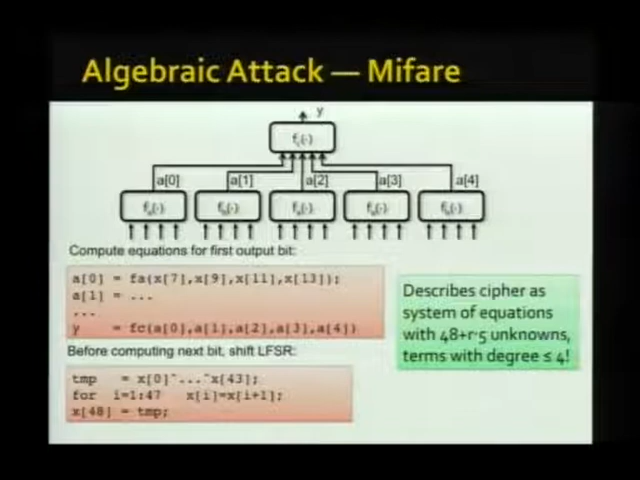 Algebraic Attack — Mifare
y
fc(·)
a[0] a[1] a[2] a[3] a[4]
Compute equations for first output bit:
a[0] = fa(x[7],x[9],x[11],x[13]);
a[1] = ...
...
y = fc(a[0],a[1],a[2],a[3],a[4])
Before computing next bit, shift LFSR:
tmp = x[0]^...^x[43];
for i=1:47 x[i]=x[i+1];
x[48] = tmp;
Describes cipher as
system of equations
with 48+r·5 unknowns,
terms with degree ≤ 4!